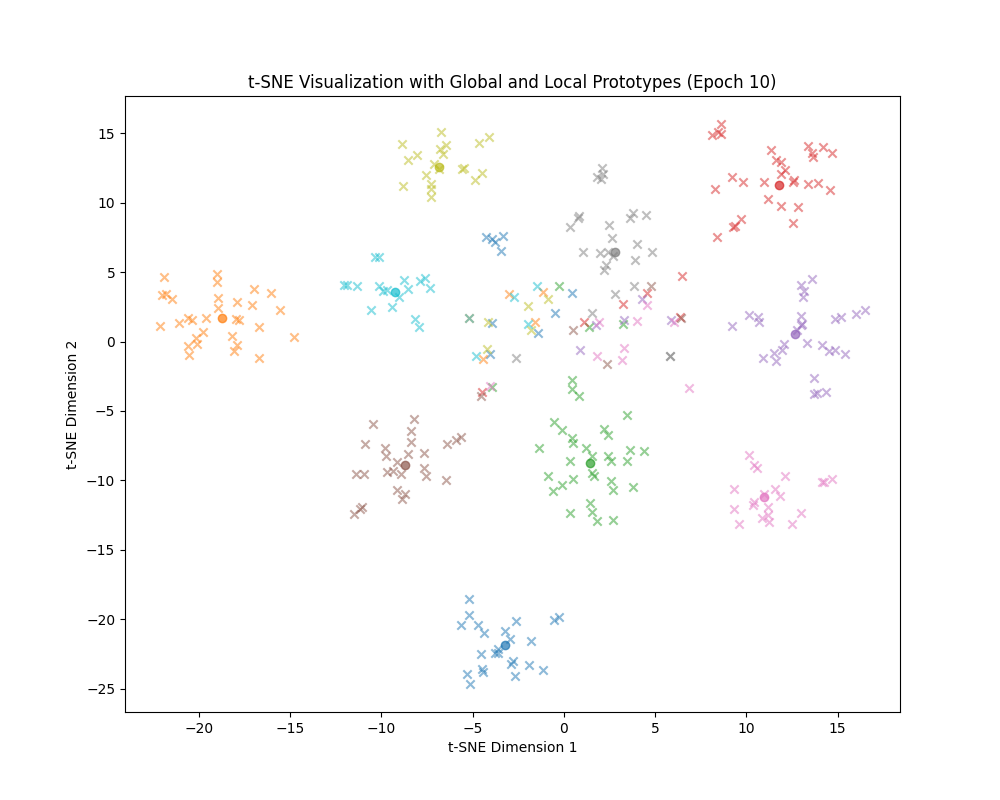 t-SNE Visualization with Global and Local Prototypes (Epoch 10)
15
10
5
0
−5
−10
−15
−20
−25
t-SNE Dimension 2
−20 −15 −10 −5 0 5 10 15
t-SNE Dimension 1